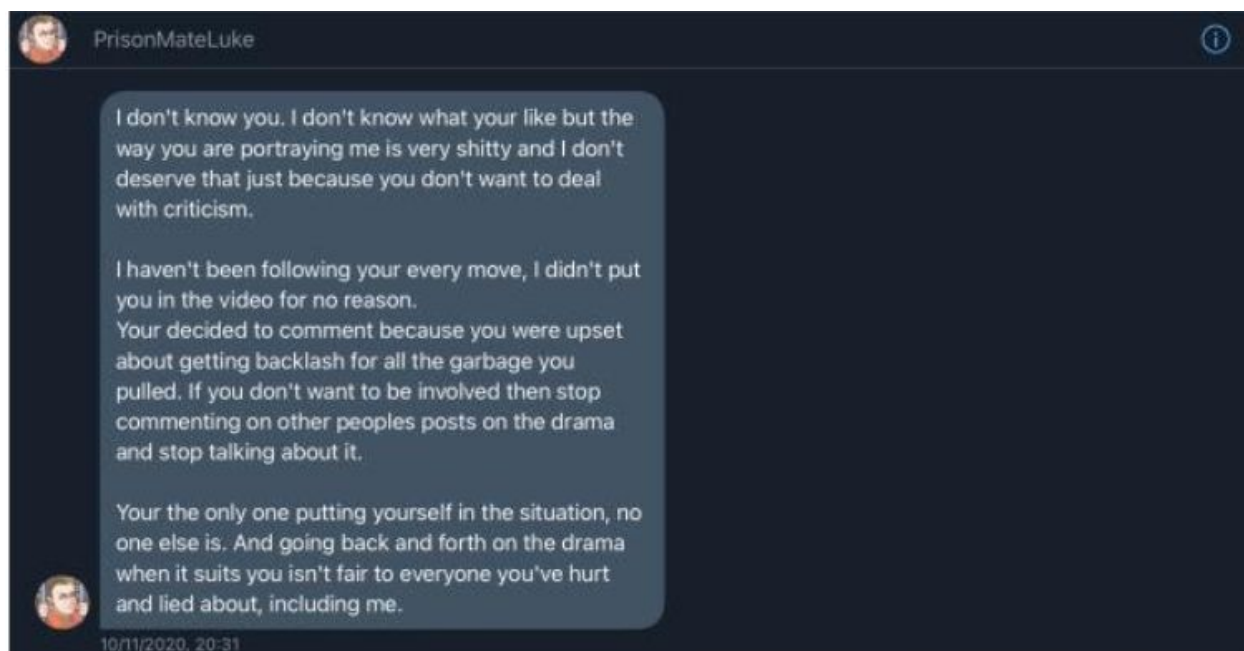 PrisonMateLuke
I don't know you. I don't know what your like but the
way you are portraying me is very shitty and I don't
deserve that just because you don't want to deal
with criticism.
I haven't been following your every move, I didn't put
you in the video for no reason.
Your decided to comment because you were upset
about getting backlash for all the garbage you
pulled. If you don't want to be involved then stop
commenting on other peoples posts on the drama
and stop talking about it.
Your the only one putting yourself in the situation, no
one else is. And going back and forth on the drama
when it suits you isn't fair to everyone you've hurt
and lied about, including me.
10/11/2020, 20:31